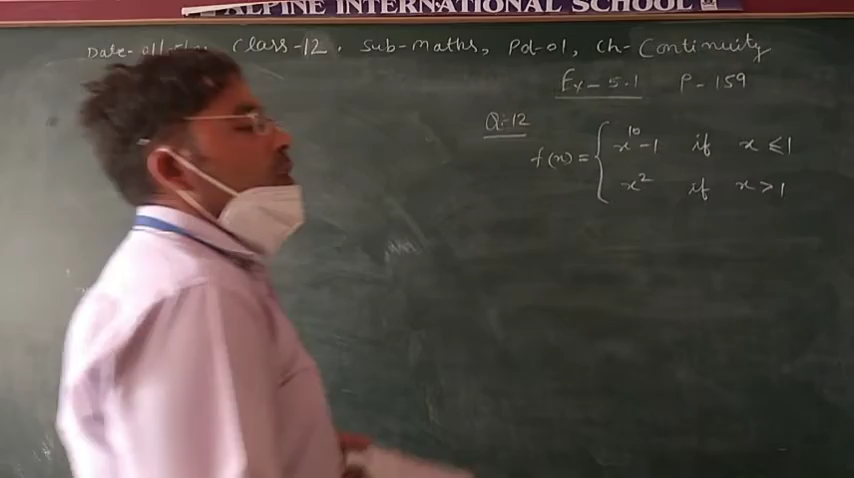 ALPINE INTERNATIONAL SCHOOL
Date- Class-12, Sub-Maths, Pd-01, Ch-Continuity
Ex-5.1 P-159
Q.12
f(x) = { x^10 - 1 if x ≤ 1
x^2 if x > 1